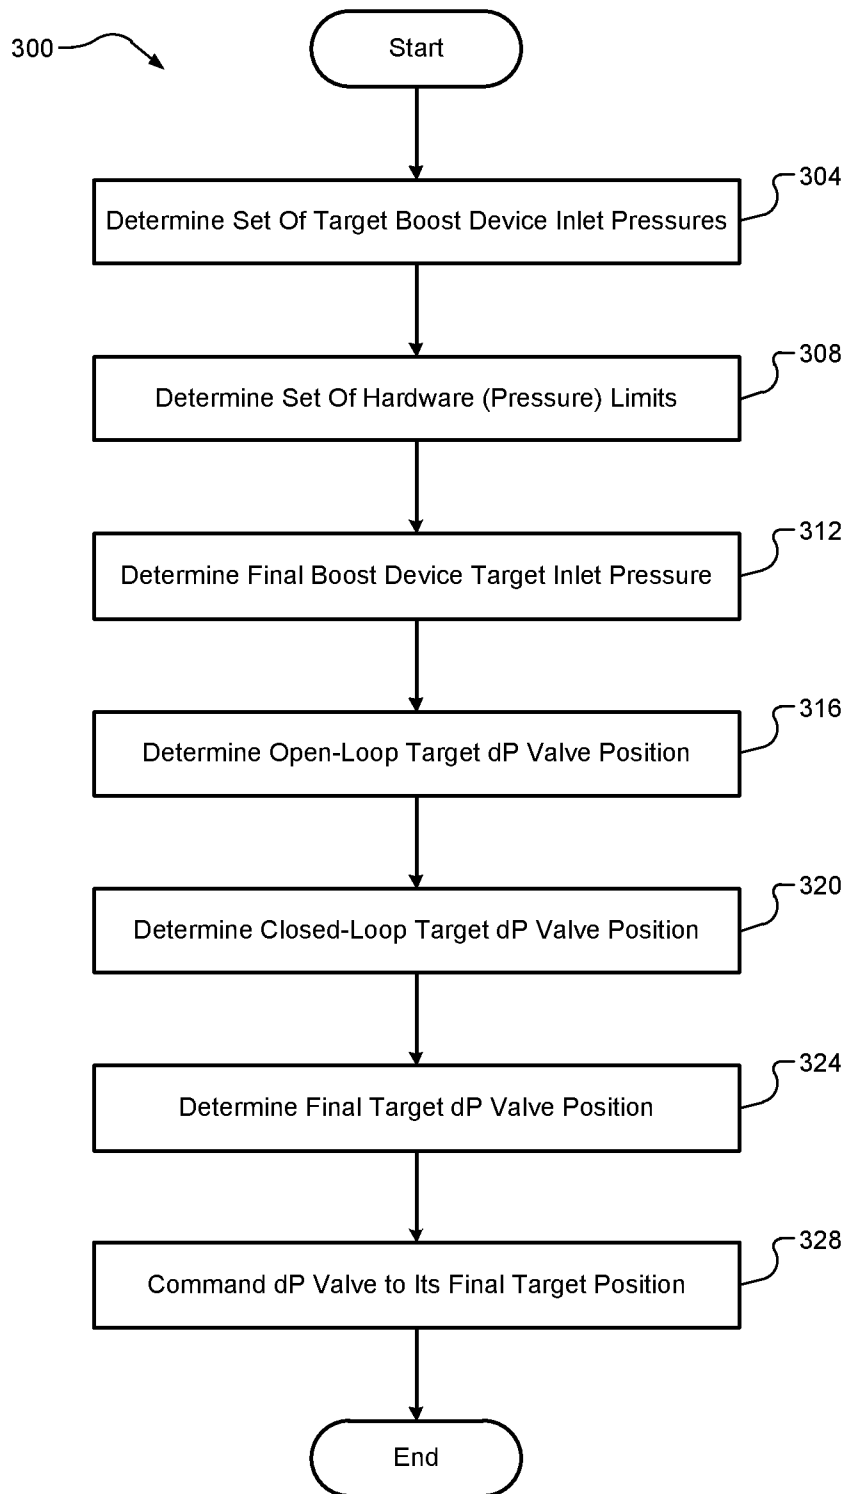 300
Start
304
Determine Set Of Target Boost Device Inlet Pressures
308
Determine Set Of Hardware (Pressure) Limits
312
Determine Final Boost Device Target Inlet Pressure
316
Determine Open-Loop Target dP Valve Position
320
Determine Closed-Loop Target dP Valve Position
324
Determine Final Target dP Valve Position
328
Command dP Valve to Its Final Target Position
End